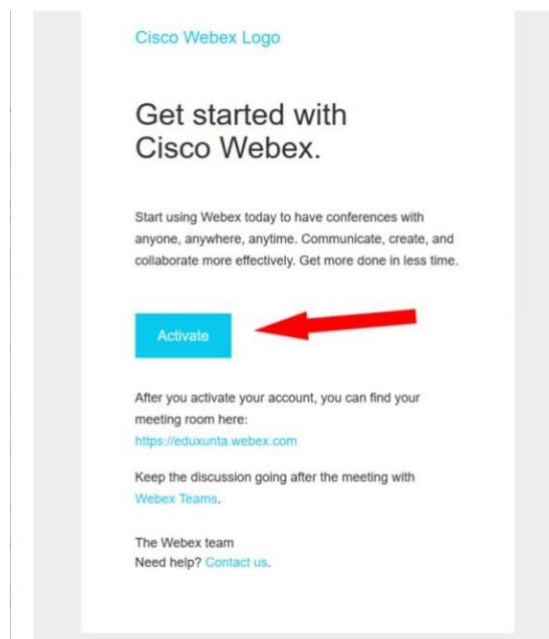 Cisco Webex Logo
Get started with
Cisco Webex.
Start using Webex today to have conferences with
anyone, anywhere, anytime. Communicate, create, and
collaborate more effectively. Get more done in less time.
Activate
After you activate your account, you can find your
meeting room here:
https://eduxunta.webex.com
Keep the discussion going after the meeting with
Webex Teams.
The Webex team
Need help? Contact us.